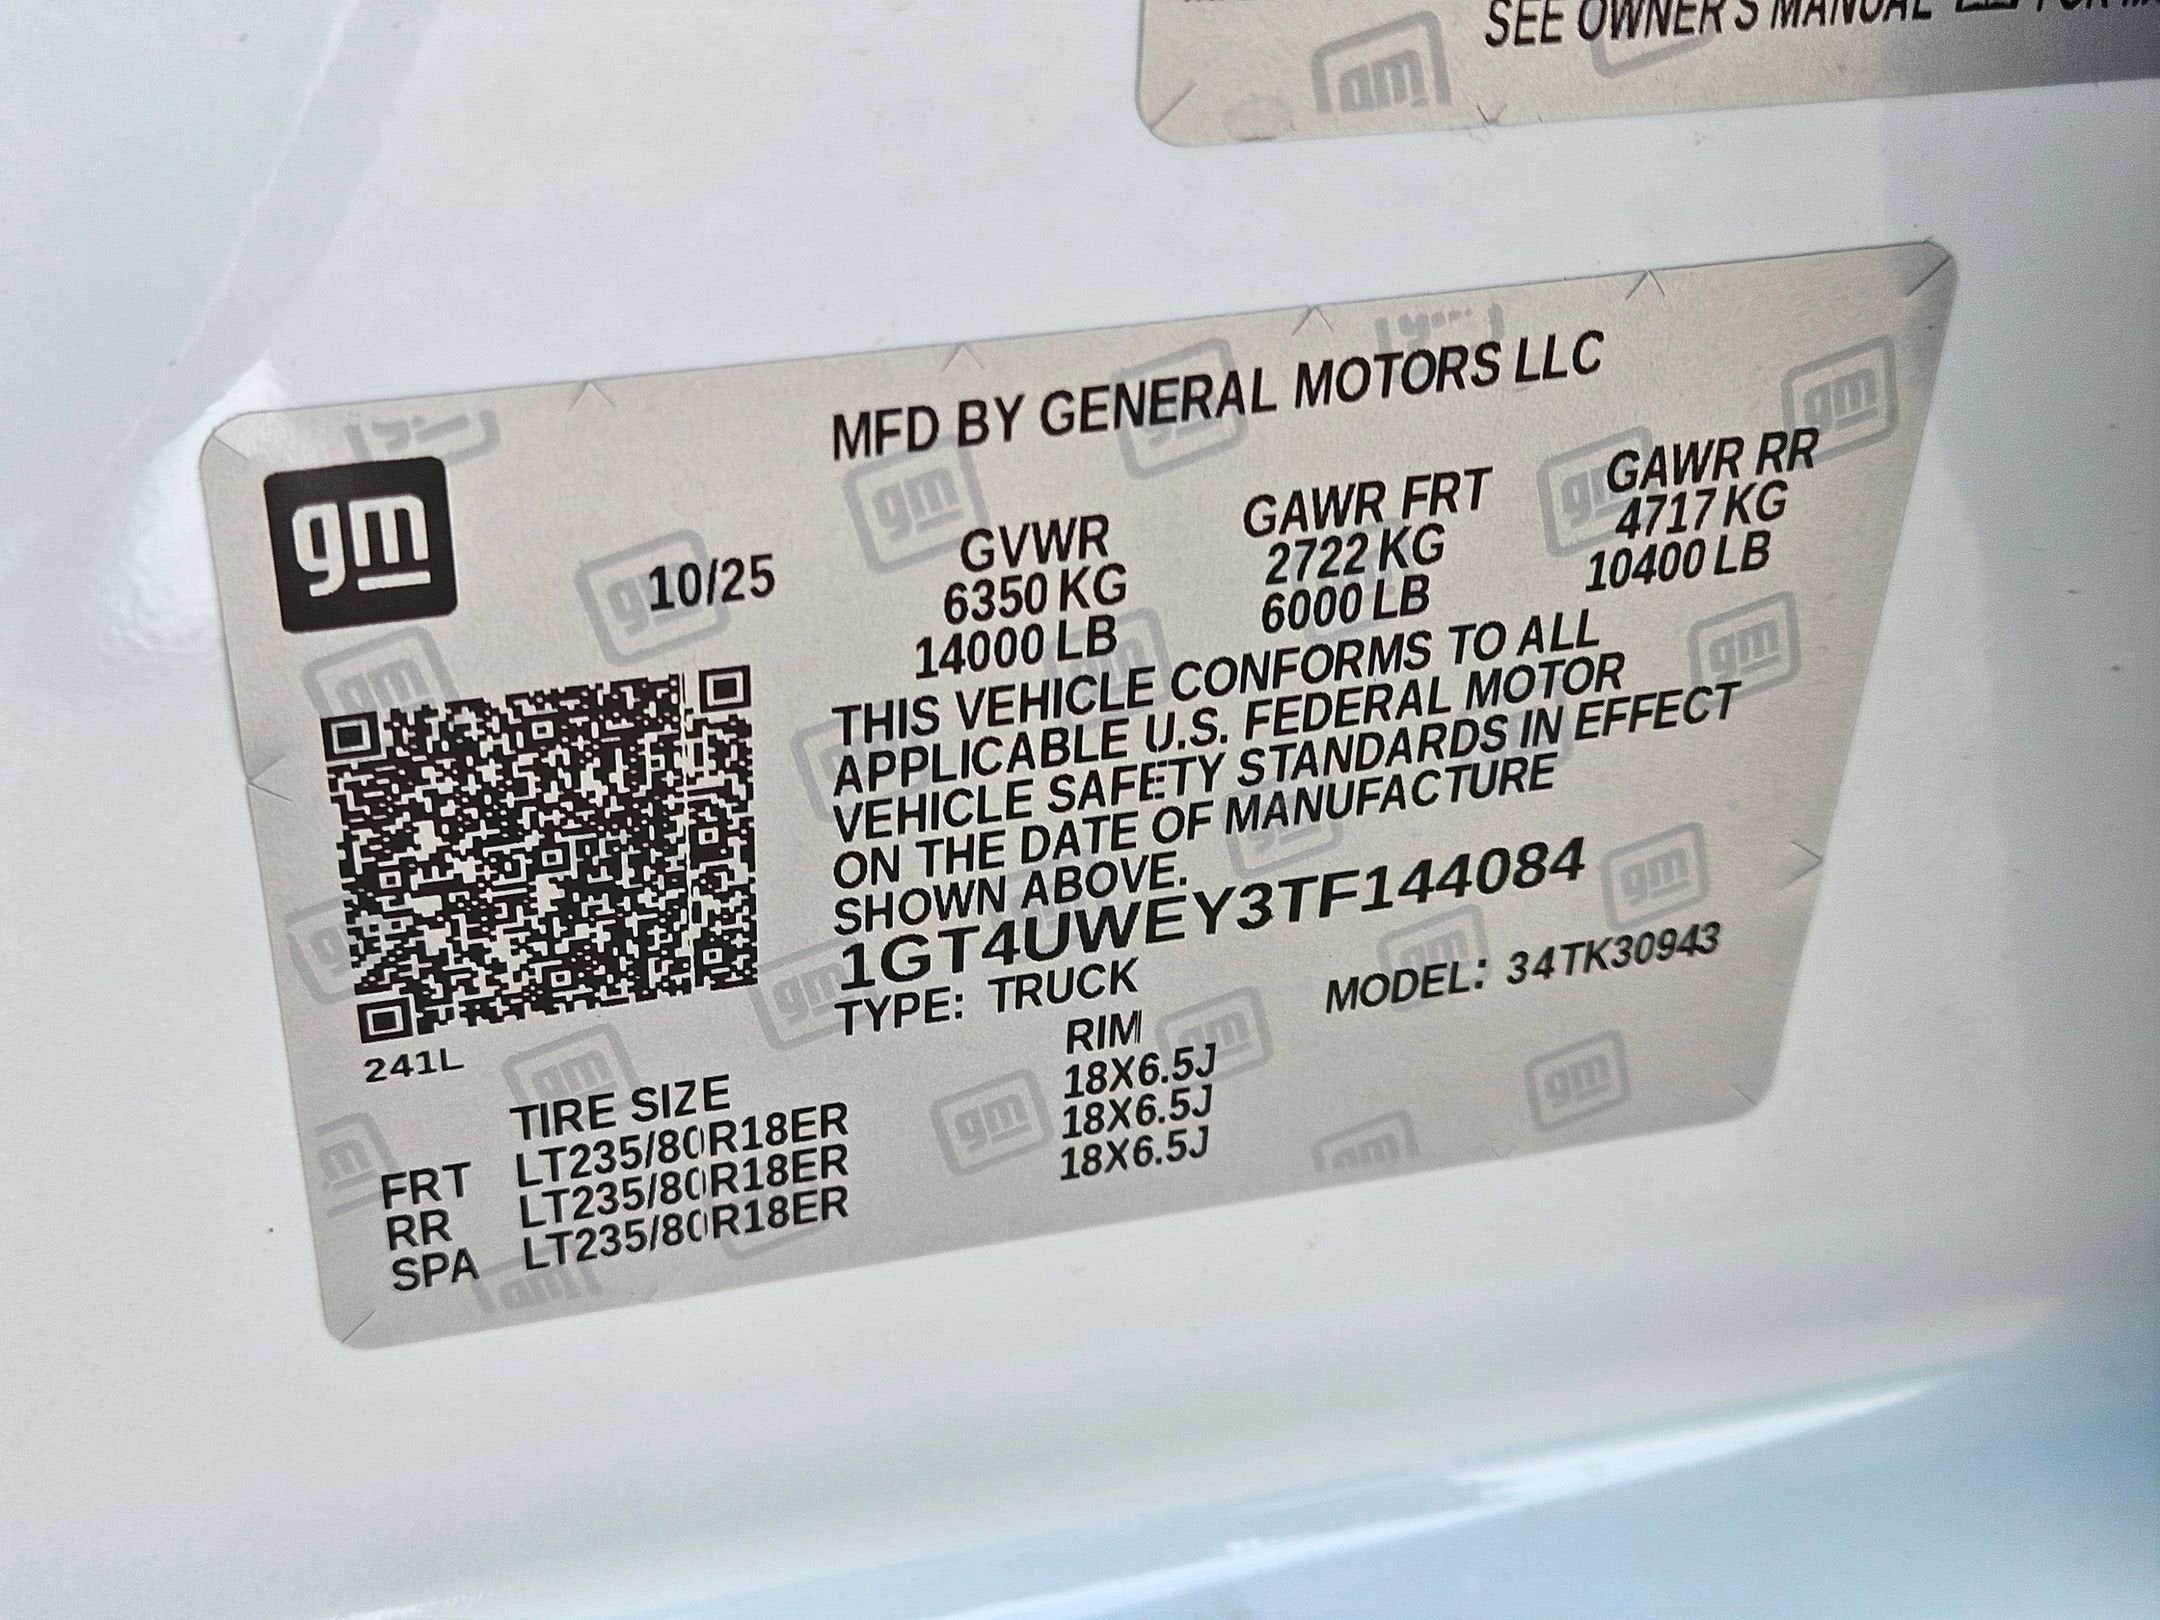 SEE OWNER'S MANUAL
gm
MFD BY GENERAL MOTORS LLC
10/25
GVWR GAWR FRT GAWR RR
6350 KG 2722 KG 4717 KG
14000 LB 6000 LB 10400 LB
THIS VEHICLE CONFORMS TO ALL
APPLICABLE U.S. FEDERAL MOTOR
VEHICLE SAFETY STANDARDS IN EFFECT
ON THE DATE OF MANUFACTURE
SHOWN ABOVE.
1GT4UWEY3TF144084
TYPE: TRUCK MODEL: 34TK30943
241L
TIRE SIZE RIM
FRT LT235/80R18ER 18X6.5J
RR LT235/80R18ER 18X6.5J
SPA LT235/80R18ER 18X6.5J